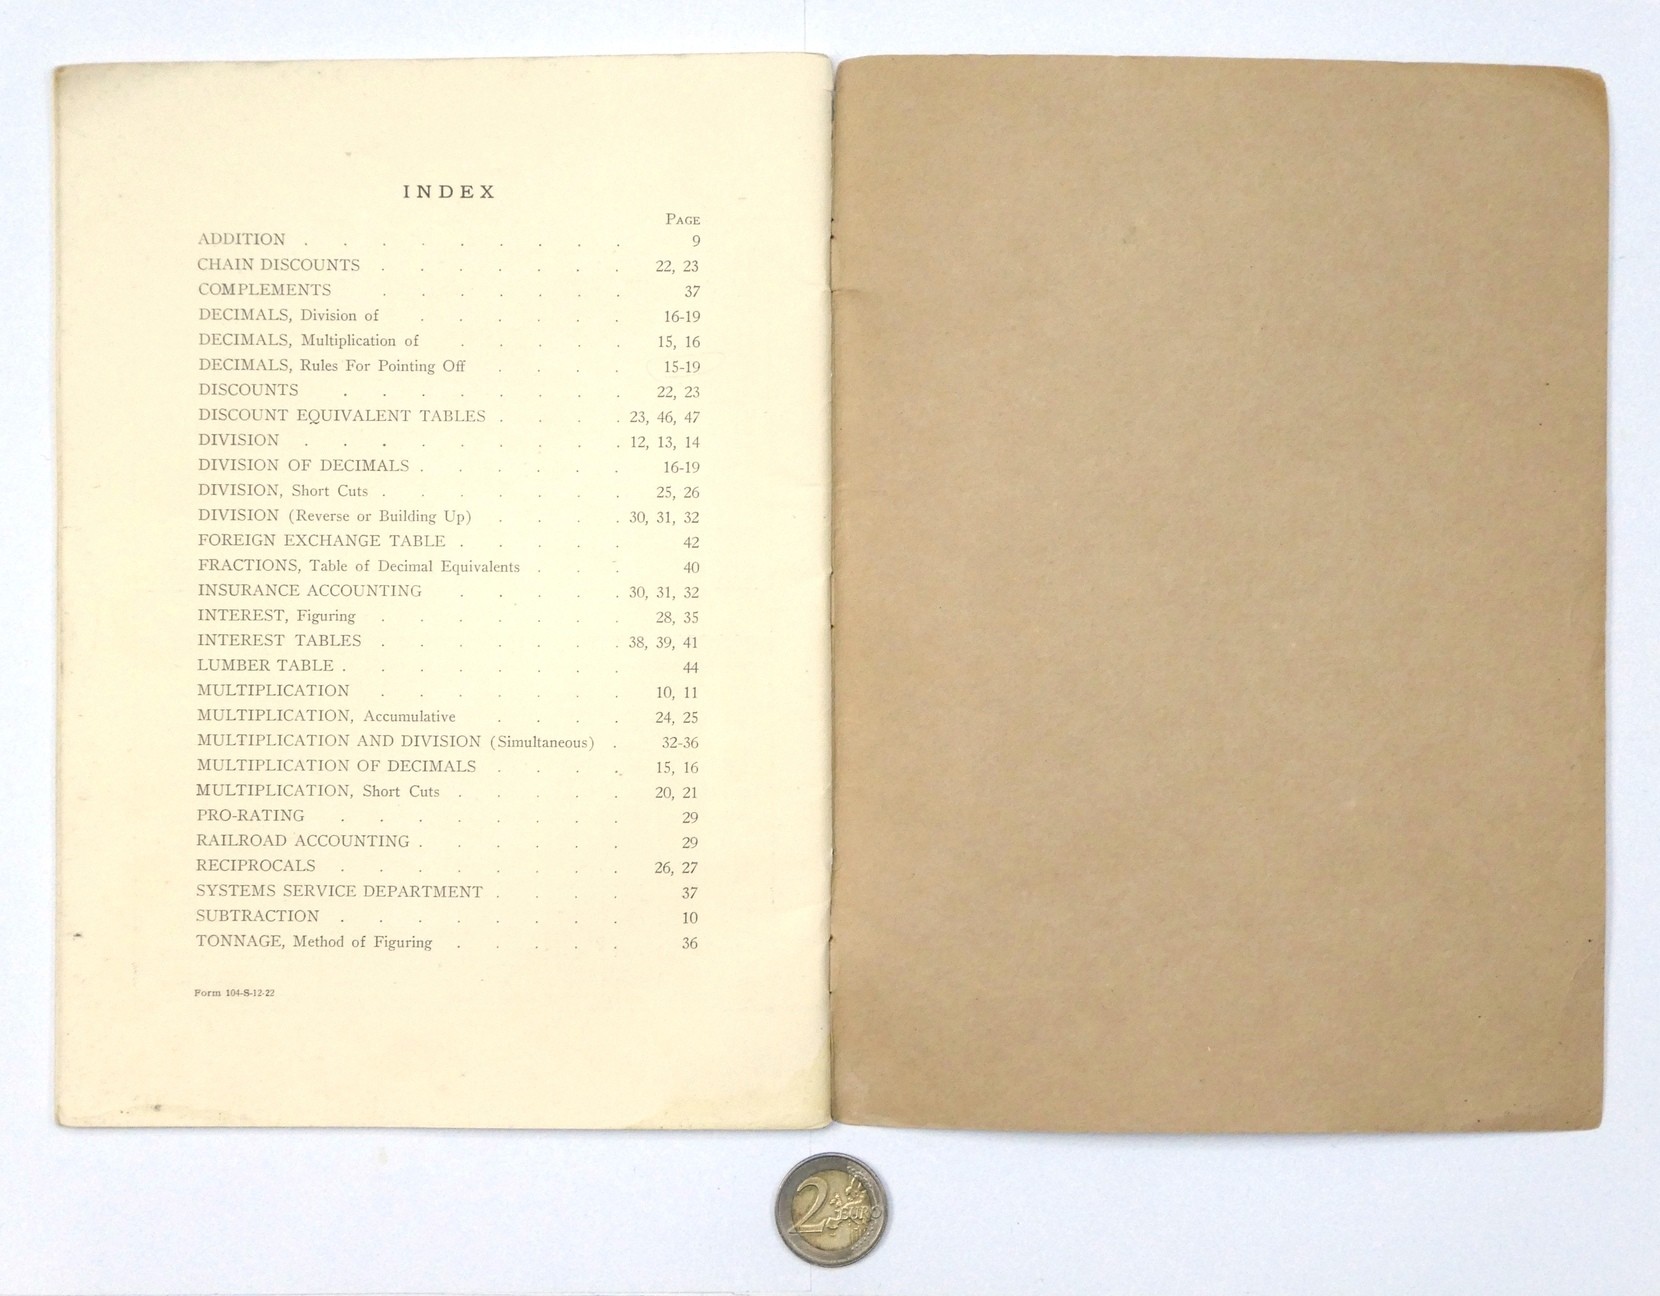 INDEX
PAGE
ADDITION . . . . . . . . . 9
CHAIN DISCOUNTS . . . . . . . 22, 23
COMPLEMENTS . . . . . . . 37
DECIMALS, Division of . . . . . . 16-19
DECIMALS, Multiplication of . . . . . 15, 16
DECIMALS, Rules For Pointing Off . . . . 15-19
DISCOUNTS . . . . . . . . 22, 23
DISCOUNT EQUIVALENT TABLES . . . . 23, 46, 47
DIVISION . . . . . . . . . 12, 13, 14
DIVISION OF DECIMALS . . . . . . 16-19
DIVISION, Short Cuts . . . . . . . 25, 26
DIVISION (Reverse or Building Up) . . . . 30, 31, 32
FOREIGN EXCHANGE TABLE . . . . . 42
FRACTIONS, Table of Decimal Equivalents . . . 40
INSURANCE ACCOUNTING . . . . . 30, 31, 32
INTEREST, Figuring . . . . . . . 28, 35
INTEREST TABLES . . . . . . . 38, 39, 41
LUMBER TABLE . . . . . . . . 44
MULTIPLICATION . . . . . . . 10, 11
MULTIPLICATION, Accumulative . . . . 24, 25
MULTIPLICATION AND DIVISION (Simultaneous) . 32-36
MULTIPLICATION OF DECIMALS . . . . 15, 16
MULTIPLICATION, Short Cuts . . . . . 20, 21
PRO-RATING . . . . . . . . 29
RAILROAD ACCOUNTING . . . . . . 29
RECIPROCALS . . . . . . . . 26, 27
SYSTEMS SERVICE DEPARTMENT . . . . 37
SUBTRACTION . . . . . . . . 10
TONNAGE, Method of Figuring . . . . . 36
Form 104-S-12-22
2 EURO